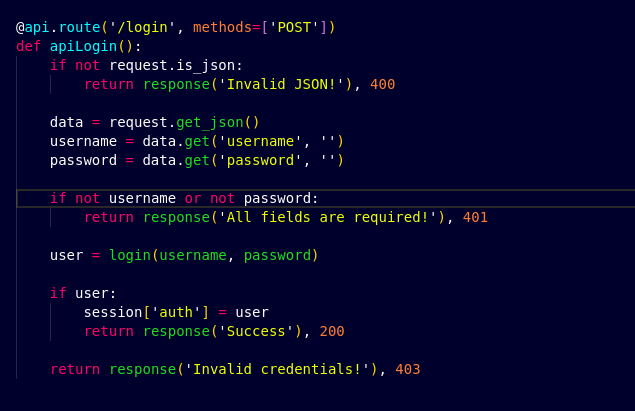 @api.route('/login', methods=['POST'])
def apiLogin():
    if not request.is_json:
        return response('Invalid JSON!'), 400

    data = request.get_json()
    username = data.get('username', '')
    password = data.get('password', '')

    if not username or not password:
        return response('All fields are required!'), 401

    user = login(username, password)

    if user:
        session['auth'] = user
        return response('Success'), 200

    return response('Invalid credentials!'), 403